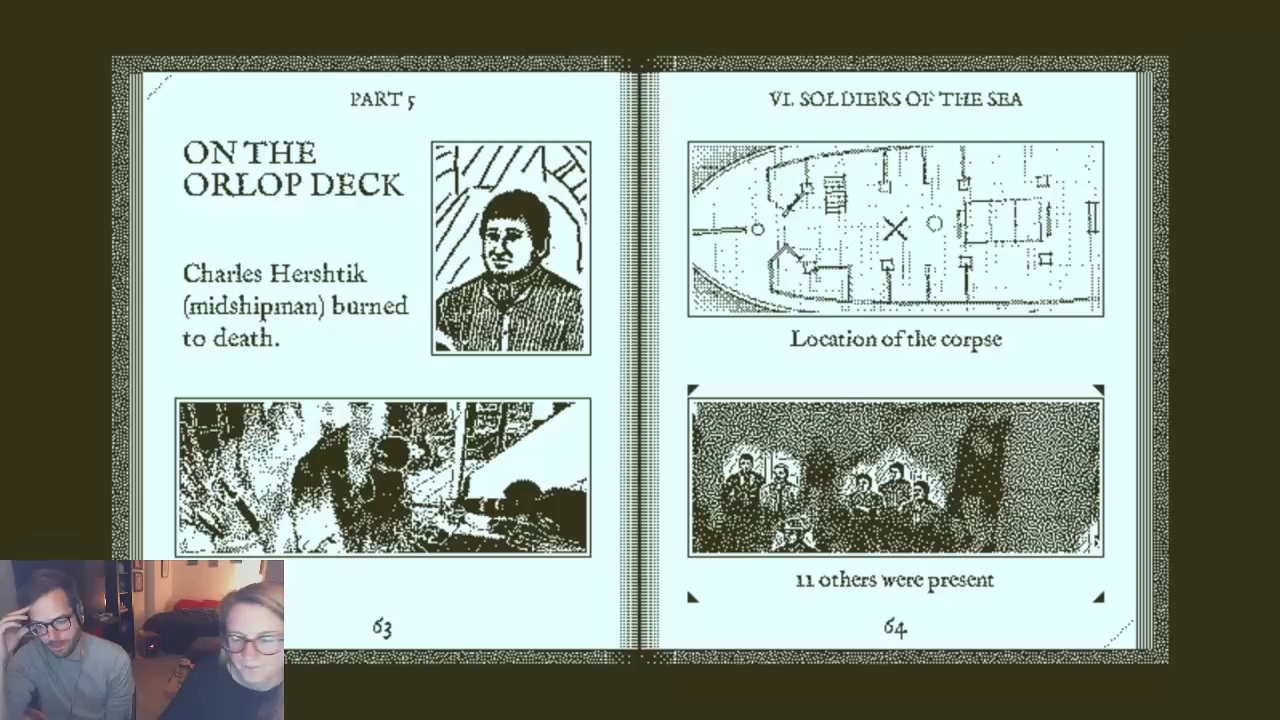 PART 5
ON THE
ORLOP DECK
Charles Hershtik
(midshipman) burned
to death.
63
VI. SOLDIERS OF THE SEA
Location of the corpse
11 others were present
64